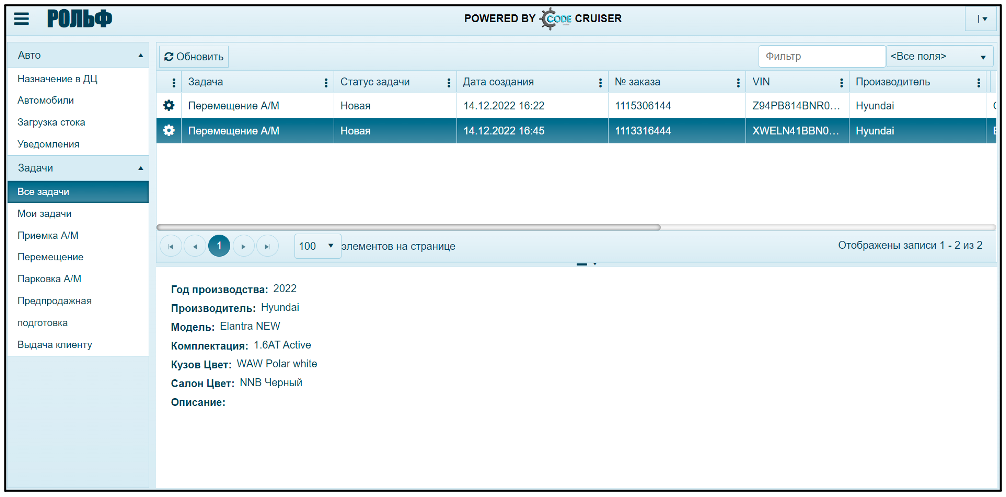 РОЛЬФ
POWERED BY CODE CRUISER
Авто
Назначение в ДЦ
Автомобили
Загрузка стока
Уведомления
Задачи
Все задачи
Мои задачи
Приемка А/М
Перемещение
Парковка А/М
Предпродажная
подготовка
Выдача клиенту
Обновить
Фильтр
<Все поля>
Задача Статус задачи Дата создания № заказа VIN Производитель
Перемещение А/М Новая 14.12.2022 16:22 1115306144 Z94PB814BNR0... Hyundai
Перемещение А/М Новая 14.12.2022 16:45 1113316444 XWELN41BBN0... Hyundai
1 100 элементов на странице Отображены записи 1 - 2 из 2
Год производства: 2022
Производитель: Hyundai
Модель: Elantra NEW
Комплектация: 1.6AT Active
Кузов Цвет: WAW Polar white
Салон Цвет: NNB Черный
Описание: